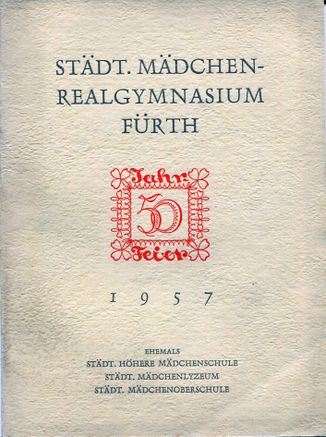 STÄDT. MÄDCHEN-
REALGYMNASIUM
FÜRTH
Jahr
50
Feier
1957
EHEMALS
STÄDT. HÖHERE MÄDCHENSCHULE
STÄDT. MÄDCHENLYZEUM
STÄDT. MÄDCHENOBERSCHULE